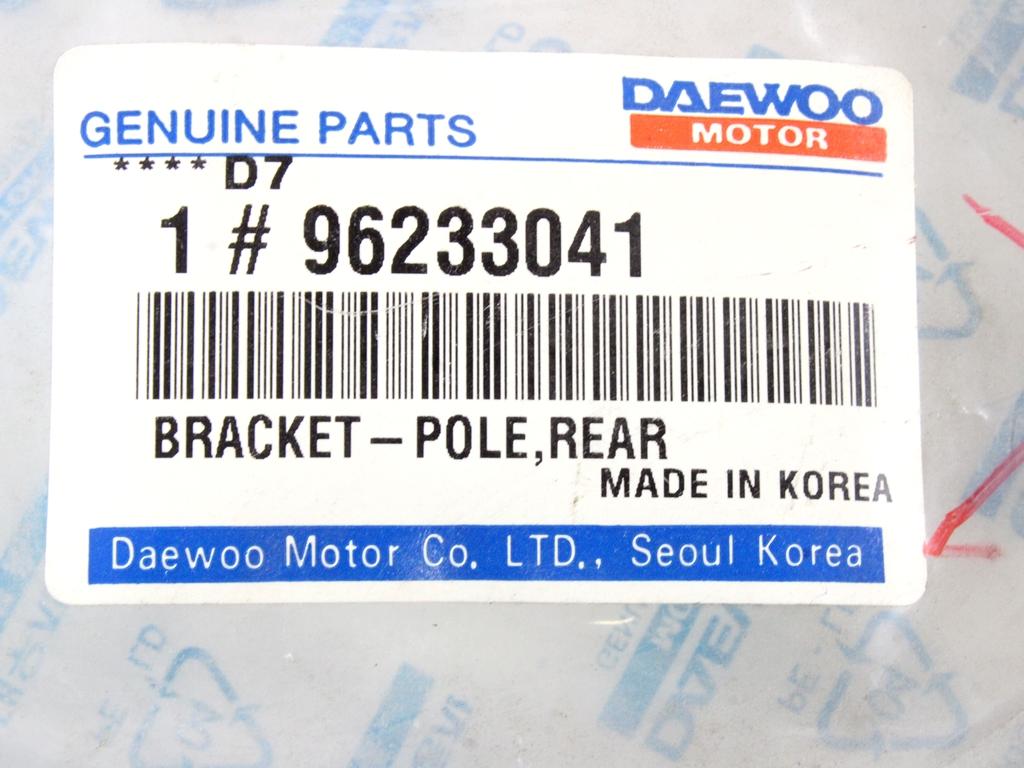 GENUINE PARTS
DAEWOO
MOTOR
**** D7
1 # 96233041
BRACKET – POLE,REAR
MADE IN KOREA
Daewoo Motor Co. LTD., Seoul Korea